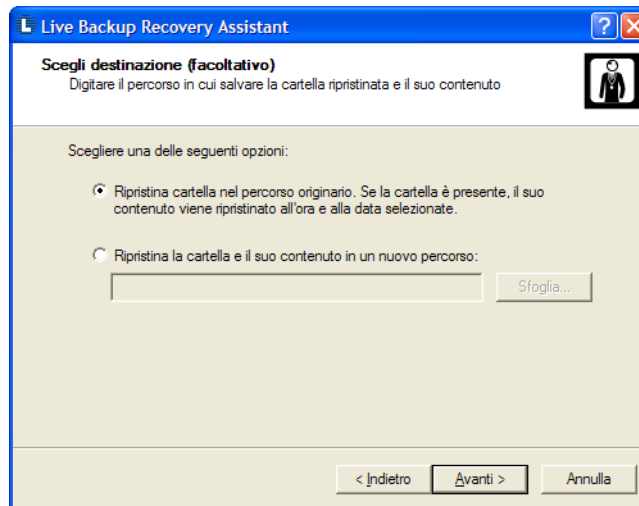 L Live Backup Recovery Assistant ?
Scegli destinazione (facoltativo)
Digitare il percorso in cui salvare la cartella ripristinata e il suo contenuto
Scegliere una delle seguenti opzioni:
Ripristina cartella nel percorso originario. Se la cartella è presente, il suo
contenuto viene ripristinato all'ora e alla data selezionate.
Ripristina la cartella e il suo contenuto in un nuovo percorso:
Sfoglia...
< Indietro Avanti > Annulla